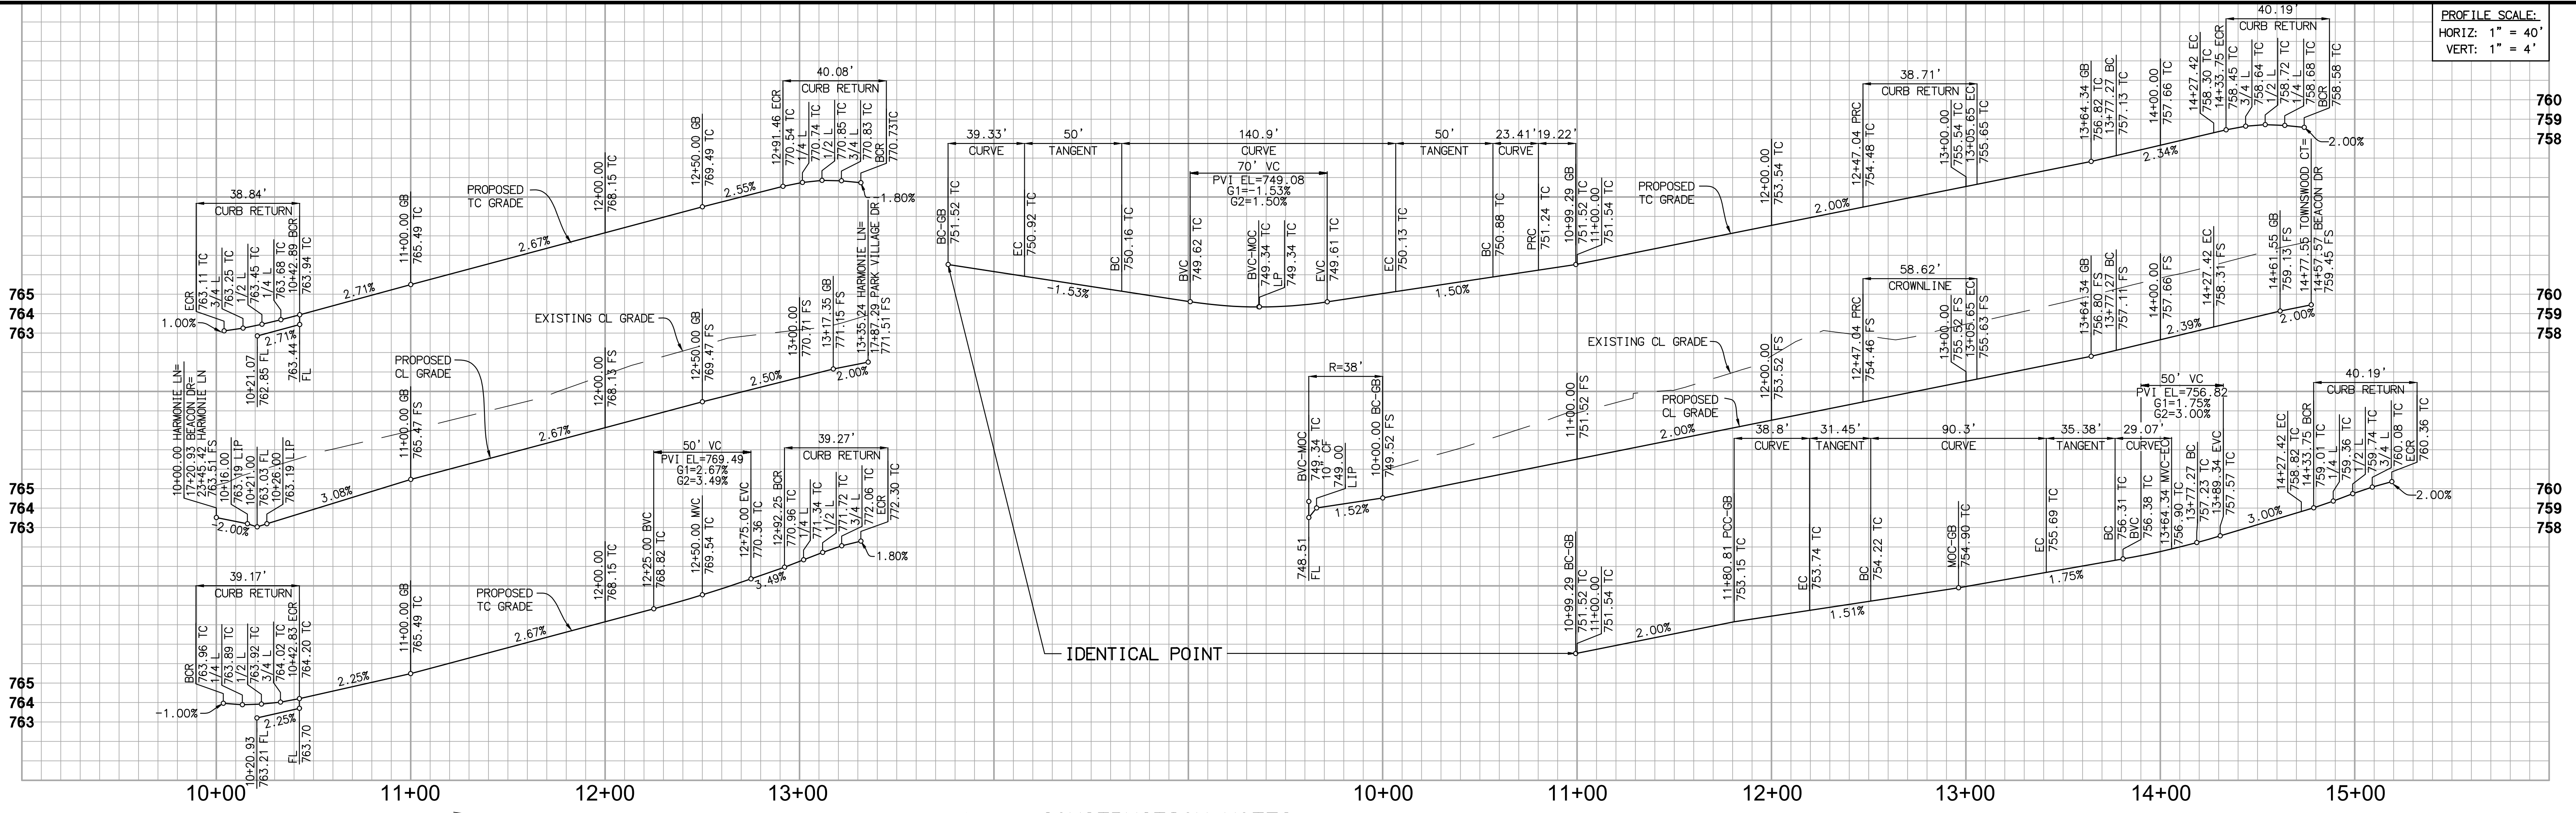 PROFILE SCALE:
HORIZ: 1" = 40'
VERT: 1" = 4'
38.84'
CURB RETURN
ECR
763.11 TC
3/4 L
763.25 TC
1/2 L
763.45 TC
1/4 L
763.68 TC
10+42.89 BCR
763.94 TC
1.00%
2.71%
10+21.07
762.85 FL
763.44
FL
2.71%
11+00.00 GB
765.49 TC
PROPOSED
TC GRADE
2.67%
12+00.00
768.15 TC
12+50.00 GB
769.49 TC
2.55%
40.08'
CURB RETURN
12+91.46 ECR
770.54 TC
1/4 L
770.74 TC
1/2 L
770.85 TC
3/4 L
770.83 TC
BCR
770.73TC
-1.80%
765
764
763
10+00.00 HARMONIE LN=
17+20.93 BEACON DR=
23+45.42 HARMONIE LN
763.51 FS
10+16.00
763.19 LIP
10+21.00
763.03 FL
10+26.00
763.19 LIP
-2.00%
3.08%
11+00.00 GB
765.47 FS
PROPOSED
CL GRADE
EXISTING CL GRADE
2.67%
12+00.00
768.13 FS
12+50.00 GB
769.47 FS
2.50%
13+00.00
770.71 FS
13+17.35 GB
771.15 FS
2.00%
13+35.24 HARMONIE LN=
17+87.29 PARK VILLAGE DR
771.51 FS
765
764
763
39.17'
CURB RETURN
BCR
763.96 TC
1/4 L
763.89 TC
1/2 L
763.92 TC
3/4 L
764.02 TC
10+42.83 ECR
764.20 TC
-1.00%
2.25%
10+20.93
763.21 FL
FL
763.70
2.25%
11+00.00 GB
765.49 TC
PROPOSED
TC GRADE
2.67%
12+00.00
768.15 TC
50' VC
PVI EL=769.49
G1=2.67%
G2=3.49%
12+25.00 BVC
768.82 TC
12+50.00 MVC
769.54 TC
12+75.00 EVC
770.36 TC
3.49%
39.27'
CURB RETURN
12+92.25 BCR
770.96 TC
1/4 L
771.34 TC
1/2 L
771.72 TC
3/4 L
772.06 TC
ECR
772.30 TC
-1.80%
765
764
763
39.33'
CURVE
50'
TANGENT
140.9'
CURVE
50'
TANGENT
23.41'
CURVE
19.22'
70' VC
PVI EL=749.08
G1=-1.53%
G2=1.50%
BC-GB
751.52 TC
EC
750.92 TC
-1.53%
BC
750.16 TC
BVC
749.62 TC
BVC-MOC
749.34 TC
LP
749.34 TC
EVC
749.61 TC
EC
750.13 TC
1.50%
BC
750.88 TC
PRC
751.24 TC
10+99.29 GB
751.52 TC
11+00.00
751.54 TC
PROPOSED
TC GRADE
12+00.00
753.54 TC
2.00%
38.71'
CURB RETURN
12+47.04 PRC
754.48 TC
13+00.00
755.54 TC
13+05.65 EC
755.65 TC
13+64.34 GB
756.82 TC
13+77.27 BC
757.13 TC
14+00.00
757.66 TC
2.34%
40.19'
CURB RETURN
14+27.42 EC
758.30 TC
14+33.75 ECR
758.45 TC
3/4 L
758.64 TC
1/2 L
758.72 TC
1/4 L
758.68 TC
BCR
758.58 TC
-2.00%
760
759
758
R=38'
BVC-MOC
749.34 TC
10" CF
749.00
LIP
748.51
FL
1.52%
10+00.00 BC-GB
749.52 FS
11+00.00
751.52 FS
EXISTING CL GRADE
PROPOSED
CL GRADE
2.00%
12+00.00
753.52 FS
58.62'
CROWNLINE
12+47.04 PRC
754.46 FS
13+00.00
755.52 FS
13+05.65 EC
755.63 FS
13+64.34 GB
756.80 FS
13+77.27 BC
757.11 FS
14+00.00
757.66 FS
2.39%
14+27.42 EC
758.31 FS
14+61.55 GB
759.13 FS
2.00%
14+77.55 TOWNSWOOD CT=
14+57.57 BEACON DR
759.45 FS
760
759
758
IDENTICAL POINT
10+99.29 BC-GB
751.52 TC
11+00.00
751.54 TC
2.00%
38.8'
CURVE
31.45'
TANGENT
90.3'
CURVE
35.38'
TANGENT
29.07'
CURVE
11+80.81 PCC-GB
753.15 TC
EC
753.74 TC
1.51%
BC
754.22 TC
MOC-GB
754.90 TC
EC
755.69 TC
1.75%
50' VC
PVI EL=756.82
G1=1.75%
G2=3.00%
BC
756.31 TC
BVC
756.38 TC
13+64.34 MVC-EC
756.90 TC
13+77.27 BC
757.23 TC
13+89.34 EVC
757.57 TC
3.00%
40.19'
CURB RETURN
14+27.42 EC
758.82 TC
14+33.75 BCR
759.01 TC
1/4 L
759.36 TC
1/2 L
759.74 TC
3/4 L
760.08 TC
ECR
760.36 TC
-2.00%
760
759
758
10+00 11+00 12+00 13+00 10+00 11+00 12+00 13+00 14+00 15+00